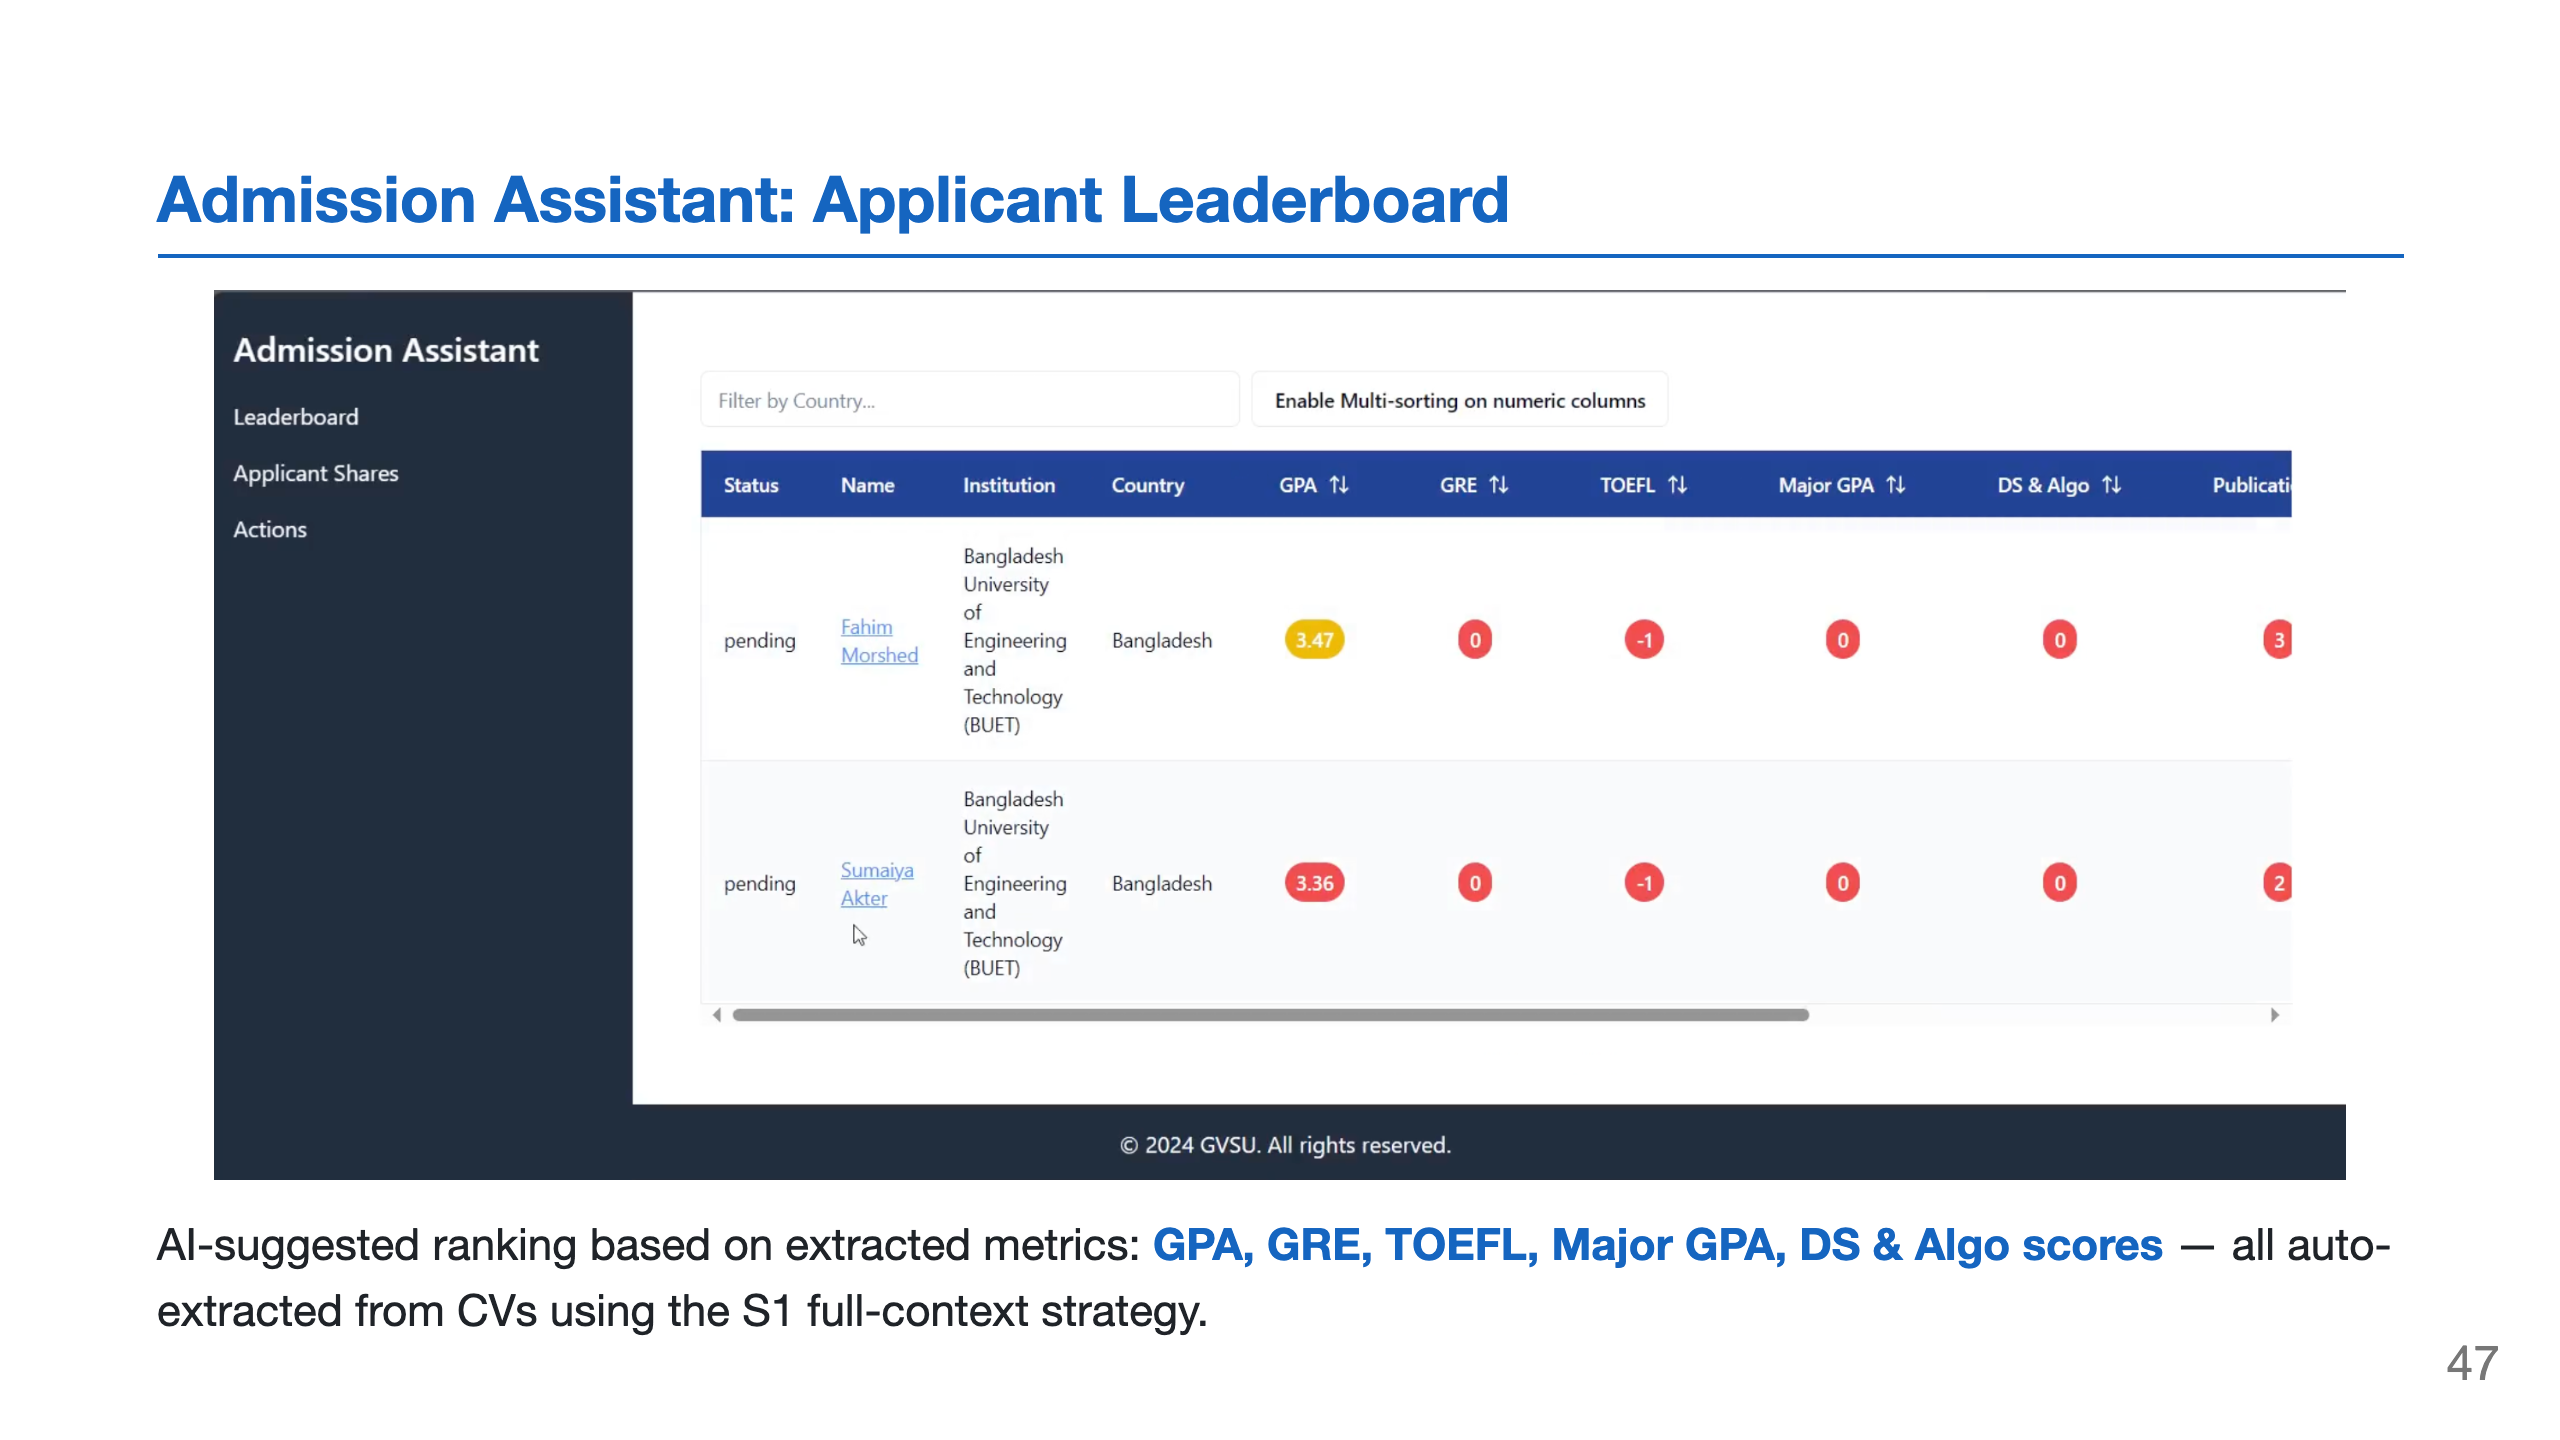 Admission Assistant: Applicant Leaderboard
Admission Assistant
Leaderboard
Applicant Shares
Actions
Filter by Country...
Enable Multi-sorting on numeric columns
Status Name Institution Country GPA ↑↓ GRE ↑↓ TOEFL ↑↓ Major GPA ↑↓ DS & Algo ↑↓ Publicati
pending
Fahim
Morshed
Bangladesh
University
of
Engineering
and
Technology
(BUET)
Bangladesh 3.47 0 -1 0 0 3
pending
Sumaiya
Akter
Bangladesh
University
of
Engineering
and
Technology
(BUET)
Bangladesh 3.36 0 -1 0 0 2
© 2024 GVSU. All rights reserved.
AI-suggested ranking based on extracted metrics: GPA, GRE, TOEFL, Major GPA, DS & Algo scores — all auto-
extracted from CVs using the S1 full-context strategy.
47